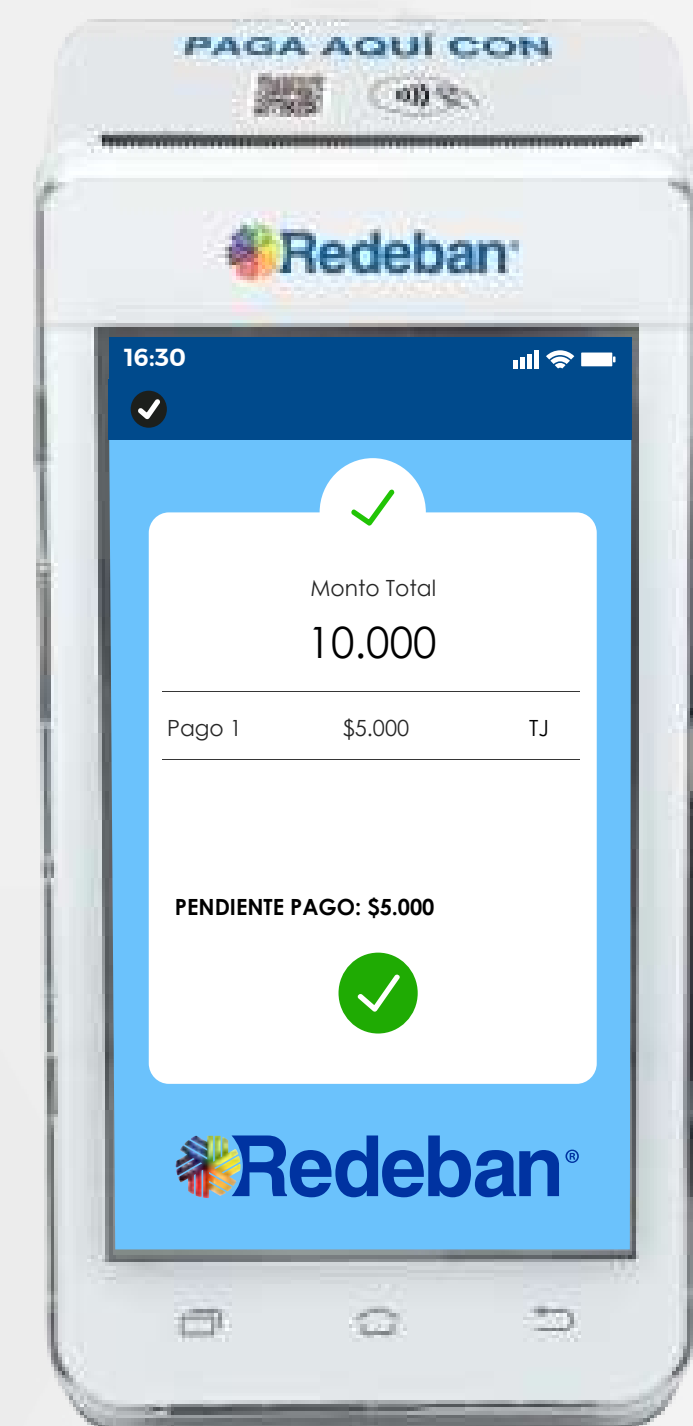 PAGA AQUÍ CON
Redeban
16:30
Monto Total
10.000
Pago 1 $5.000 TJ
PENDIENTE PAGO: $5.000
Redeban®